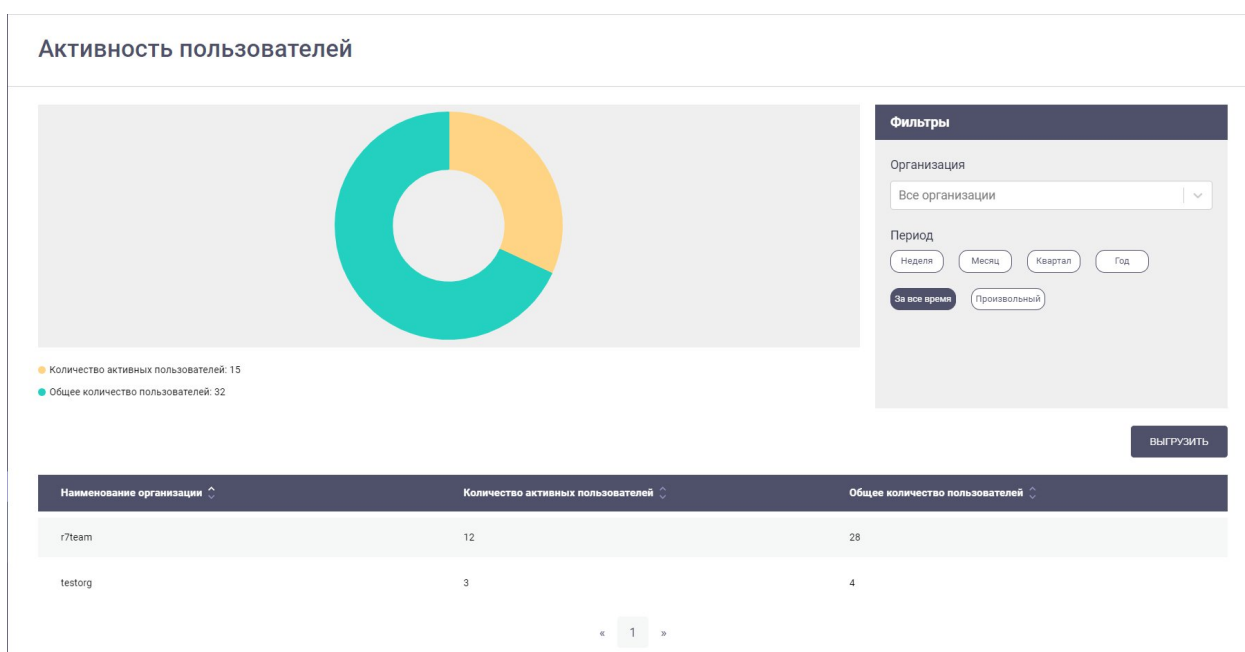 Активность пользователей
Фильтры
Организация
Все организации
Период
Неделя Месяц Квартал Год
За все время Произвольный
Количество активных пользователей: 15
Общее количество пользователей: 32
ВЫГРУЗИТЬ
Наименование организации Количество активных пользователей Общее количество пользователей
r7team 12 28
testorg 3 4
« 1 »